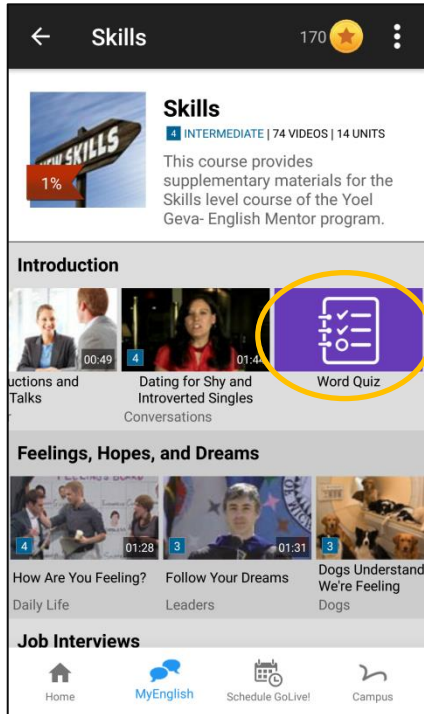 Skills
170
Skills
4 INTERMEDIATE | 74 VIDEOS | 14 UNITS
This course provides
supplementary materials for the
Skills level course of the Yoel
Geva- English Mentor program.
SKILLS
1%
Introduction
00:49
4
01:44
uctions and
Talks
Dating for Shy and
Introverted Singles
Conversations
Word Quiz
Feelings, Hopes, and Dreams
4
01:28
3
01:31
3
How Are You Feeling?
Daily Life
Follow Your Dreams
Leaders
Dogs Understand
We're Feeling
Dogs
Job Interviews
Home
MyEnglish
Schedule GoLive!
Campus